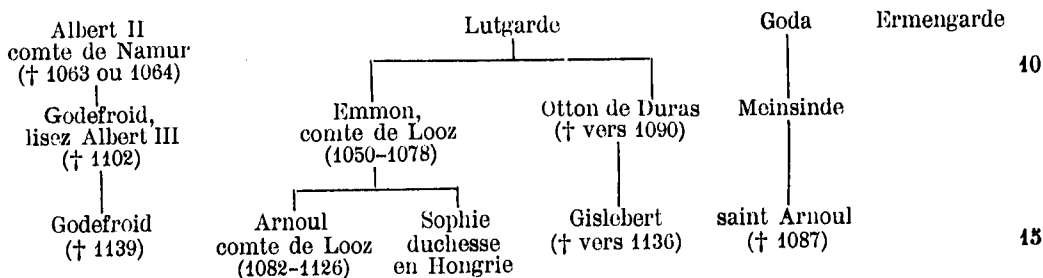 Albert II
comte de Namur
(† 1063 ou 1064)
Lutgarde
Goda
Ermengarde
10
Godefroid,
lisez Albert III
(† 1102)
Emmon,
comte de Looz
(1050-1078)
Otton de Duras
(† vers 1090)
Meinsinde
Godefroid
(† 1139)
Arnoul
comte de Looz
(1082-1126)
Sophie
duchesse
en Hongrie
Gislebert
(† vers 1136)
saint Arnoul
(† 1087)
15